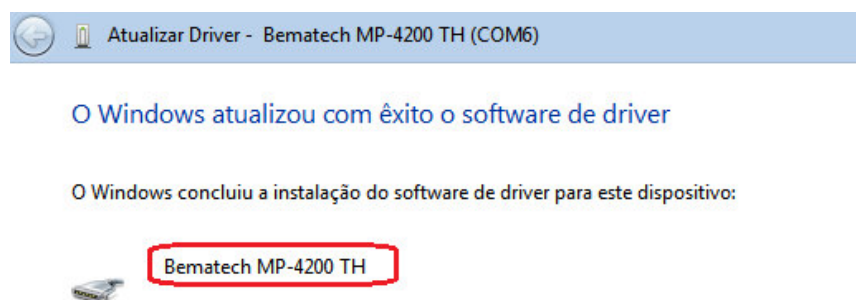 Atualizar Driver - Bematech MP-4200 TH (COM6)
O Windows atualizou com êxito o software de driver
O Windows concluiu a instalação do software de driver para este dispositivo:
Bematech MP-4200 TH